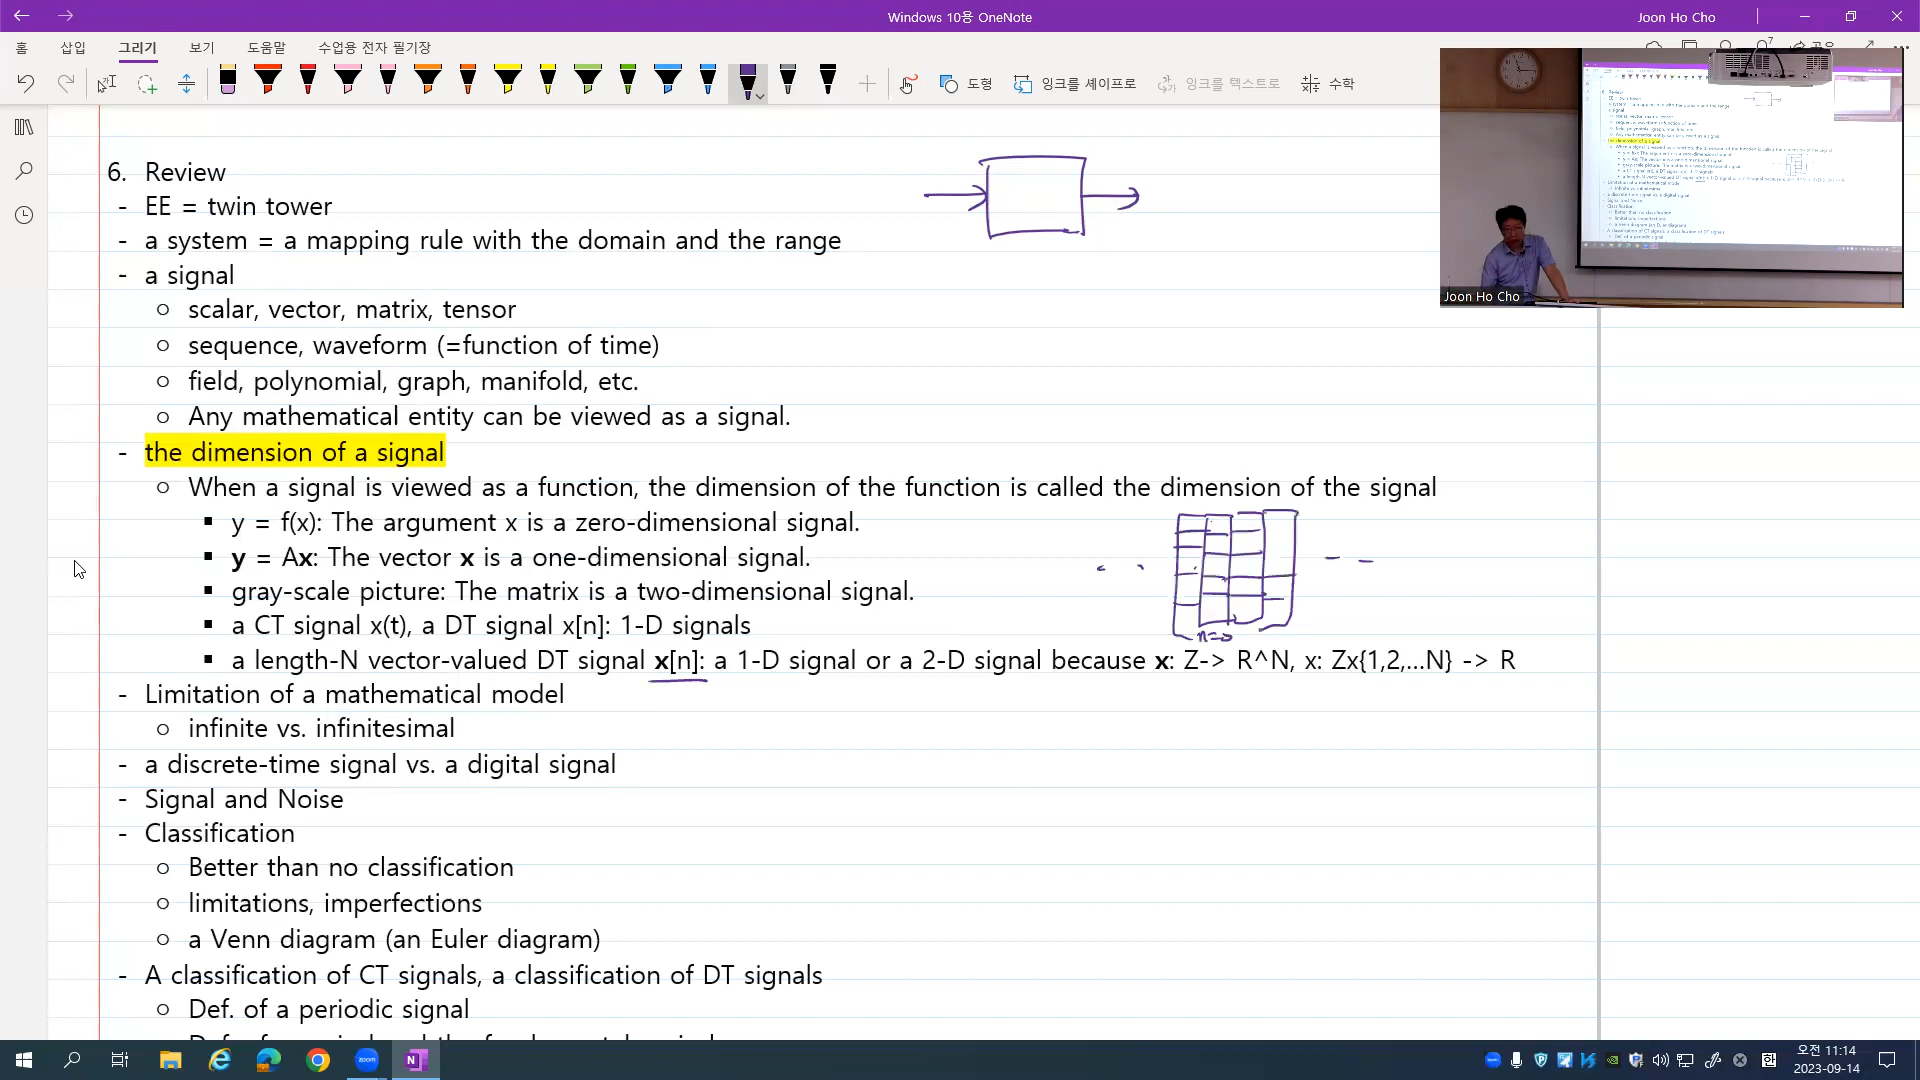 Windows 10용 OneNote
Joon Ho Cho
홈 삽입 그리기 보기 도움말 수업용 전자 필기장
공유
도형 잉크를 셰이프로 잉크를 텍스트로 수학
6. Review
- EE = twin tower
- a system = a mapping rule with the domain and the range
- a signal
○ scalar, vector, matrix, tensor
○ sequence, waveform (=function of time)
○ field, polynomial, graph, manifold, etc.
○ Any mathematical entity can be viewed as a signal.
- the dimension of a signal
○ When a signal is viewed as a function, the dimension of the function is called the dimension of the signal
▪ y = f(x): The argument x is a zero-dimensional signal.
▪ y = Ax: The vector x is a one-dimensional signal.
▪ gray-scale picture: The matrix is a two-dimensional signal.
▪ a CT signal x(t), a DT signal x[n]: 1-D signals
n=0
▪ a length-N vector-valued DT signal x[n]: a 1-D signal or a 2-D signal because x: Z-> R^N, x: Zx{1,2,...N} -> R
- Limitation of a mathematical model
○ infinite vs. infinitesimal
- a discrete-time signal vs. a digital signal
- Signal and Noise
- Classification
○ Better than no classification
○ limitations, imperfections
○ a Venn diagram (an Euler diagram)
- A classification of CT signals, a classification of DT signals
○ Def. of a periodic signal
Joon Ho Cho
zoom
한
오전 11:14
2023-09-14